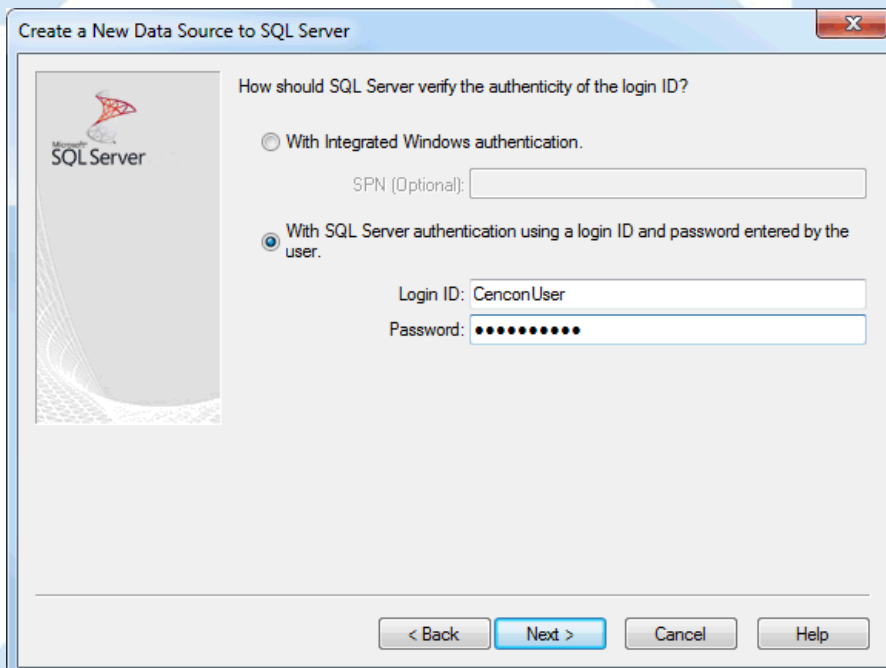 Create a New Data Source to SQL Server
How should SQL Server verify the authenticity of the login ID?
Microsoft
SQL Server
With Integrated Windows authentication.
SPN (Optional):
With SQL Server authentication using a login ID and password entered by the
user.
Login ID: CenconUser
Password: ●●●●●●●●●●
< Back Next > Cancel Help